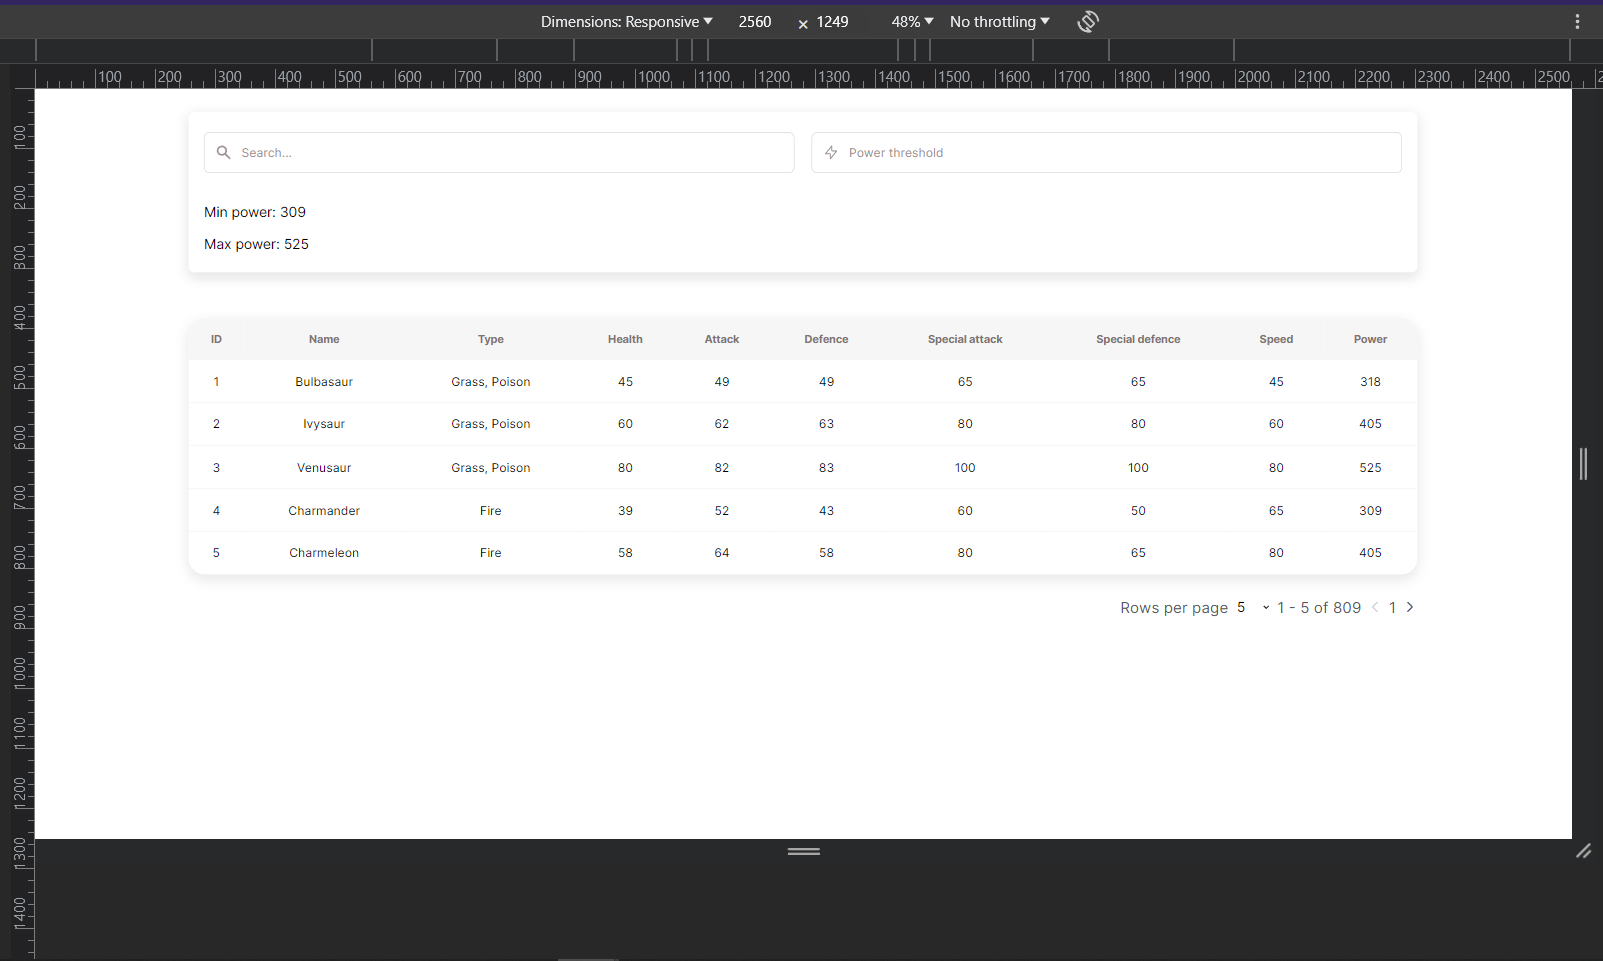 Dimensions: Responsive 2560 × 1249 48% No throttling
100 200 300 400 500 600 700 800 900 1000 1100 1200 1300 1400 1500 1600 1700 1800 1900 2000 2100 2200 2300 2400 2500
100
200
300
400
500
600
700
800
900
1000
1100
1200
1300
1400
Search... Power threshold
Min power: 309
Max power: 525
ID Name Type Health Attack Defence Special attack Special defence Speed Power
1 Bulbasaur Grass, Poison 45 49 49 65 65 45 318
2 Ivysaur Grass, Poison 60 62 63 80 80 60 405
3 Venusaur Grass, Poison 80 82 83 100 100 80 525
4 Charmander Fire 39 52 43 60 50 65 309
5 Charmeleon Fire 58 64 58 80 65 80 405
Rows per page 5 1 - 5 of 809 1